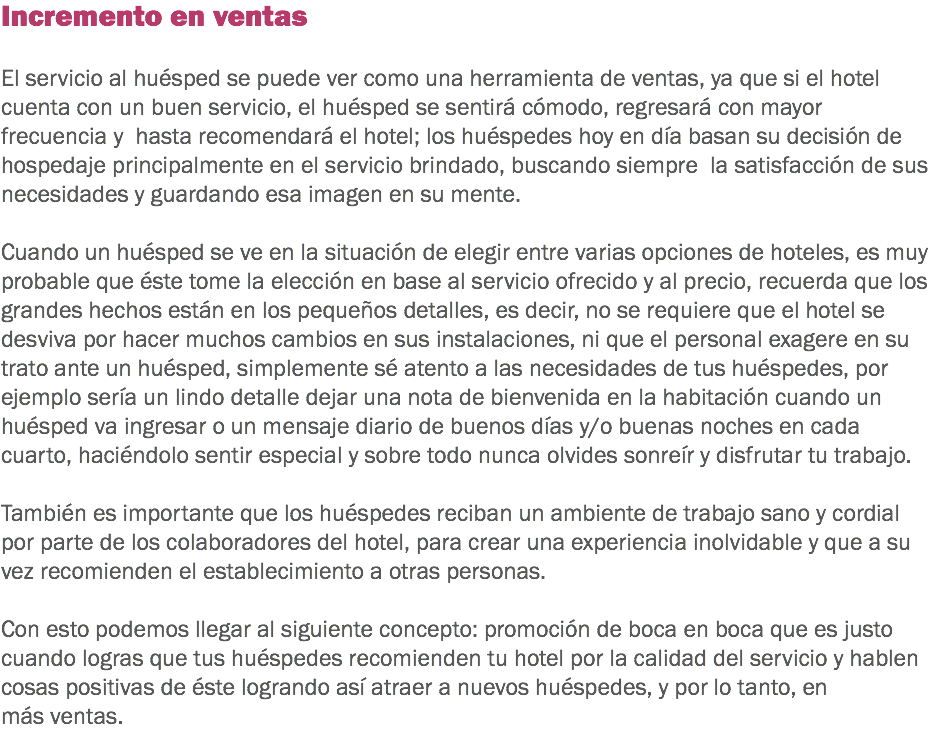 Incremento en ventas
El servicio al huésped se puede ver como una herramienta de ventas, ya que si el hotel
cuenta con un buen servicio, el huésped se sentirá cómodo, regresará con mayor
frecuencia y  hasta recomendará el hotel; los huéspedes hoy en día basan su decisión de
hospedaje principalmente en el servicio brindado, buscando siempre  la satisfacción de sus
necesidades y guardando esa imagen en su mente.
Cuando un huésped se ve en la situación de elegir entre varias opciones de hoteles, es muy
probable que éste tome la elección en base al servicio ofrecido y al precio, recuerda que los
grandes hechos están en los pequeños detalles, es decir, no se requiere que el hotel se
desviva por hacer muchos cambios en sus instalaciones, ni que el personal exagere en su
trato ante un huésped, simplemente sé atento a las necesidades de tus huéspedes, por
ejemplo sería un lindo detalle dejar una nota de bienvenida en la habitación cuando un
huésped va ingresar o un mensaje diario de buenos días y/o buenas noches en cada
cuarto, haciéndolo sentir especial y sobre todo nunca olvides sonreír y disfrutar tu trabajo.
También es importante que los huéspedes reciban un ambiente de trabajo sano y cordial
por parte de los colaboradores del hotel, para crear una experiencia inolvidable y que a su
vez recomienden el establecimiento a otras personas.
Con esto podemos llegar al siguiente concepto: promoción de boca en boca que es justo
cuando logras que tus huéspedes recomienden tu hotel por la calidad del servicio y hablen
cosas positivas de éste logrando así atraer a nuevos huéspedes, y por lo tanto, en
más ventas.